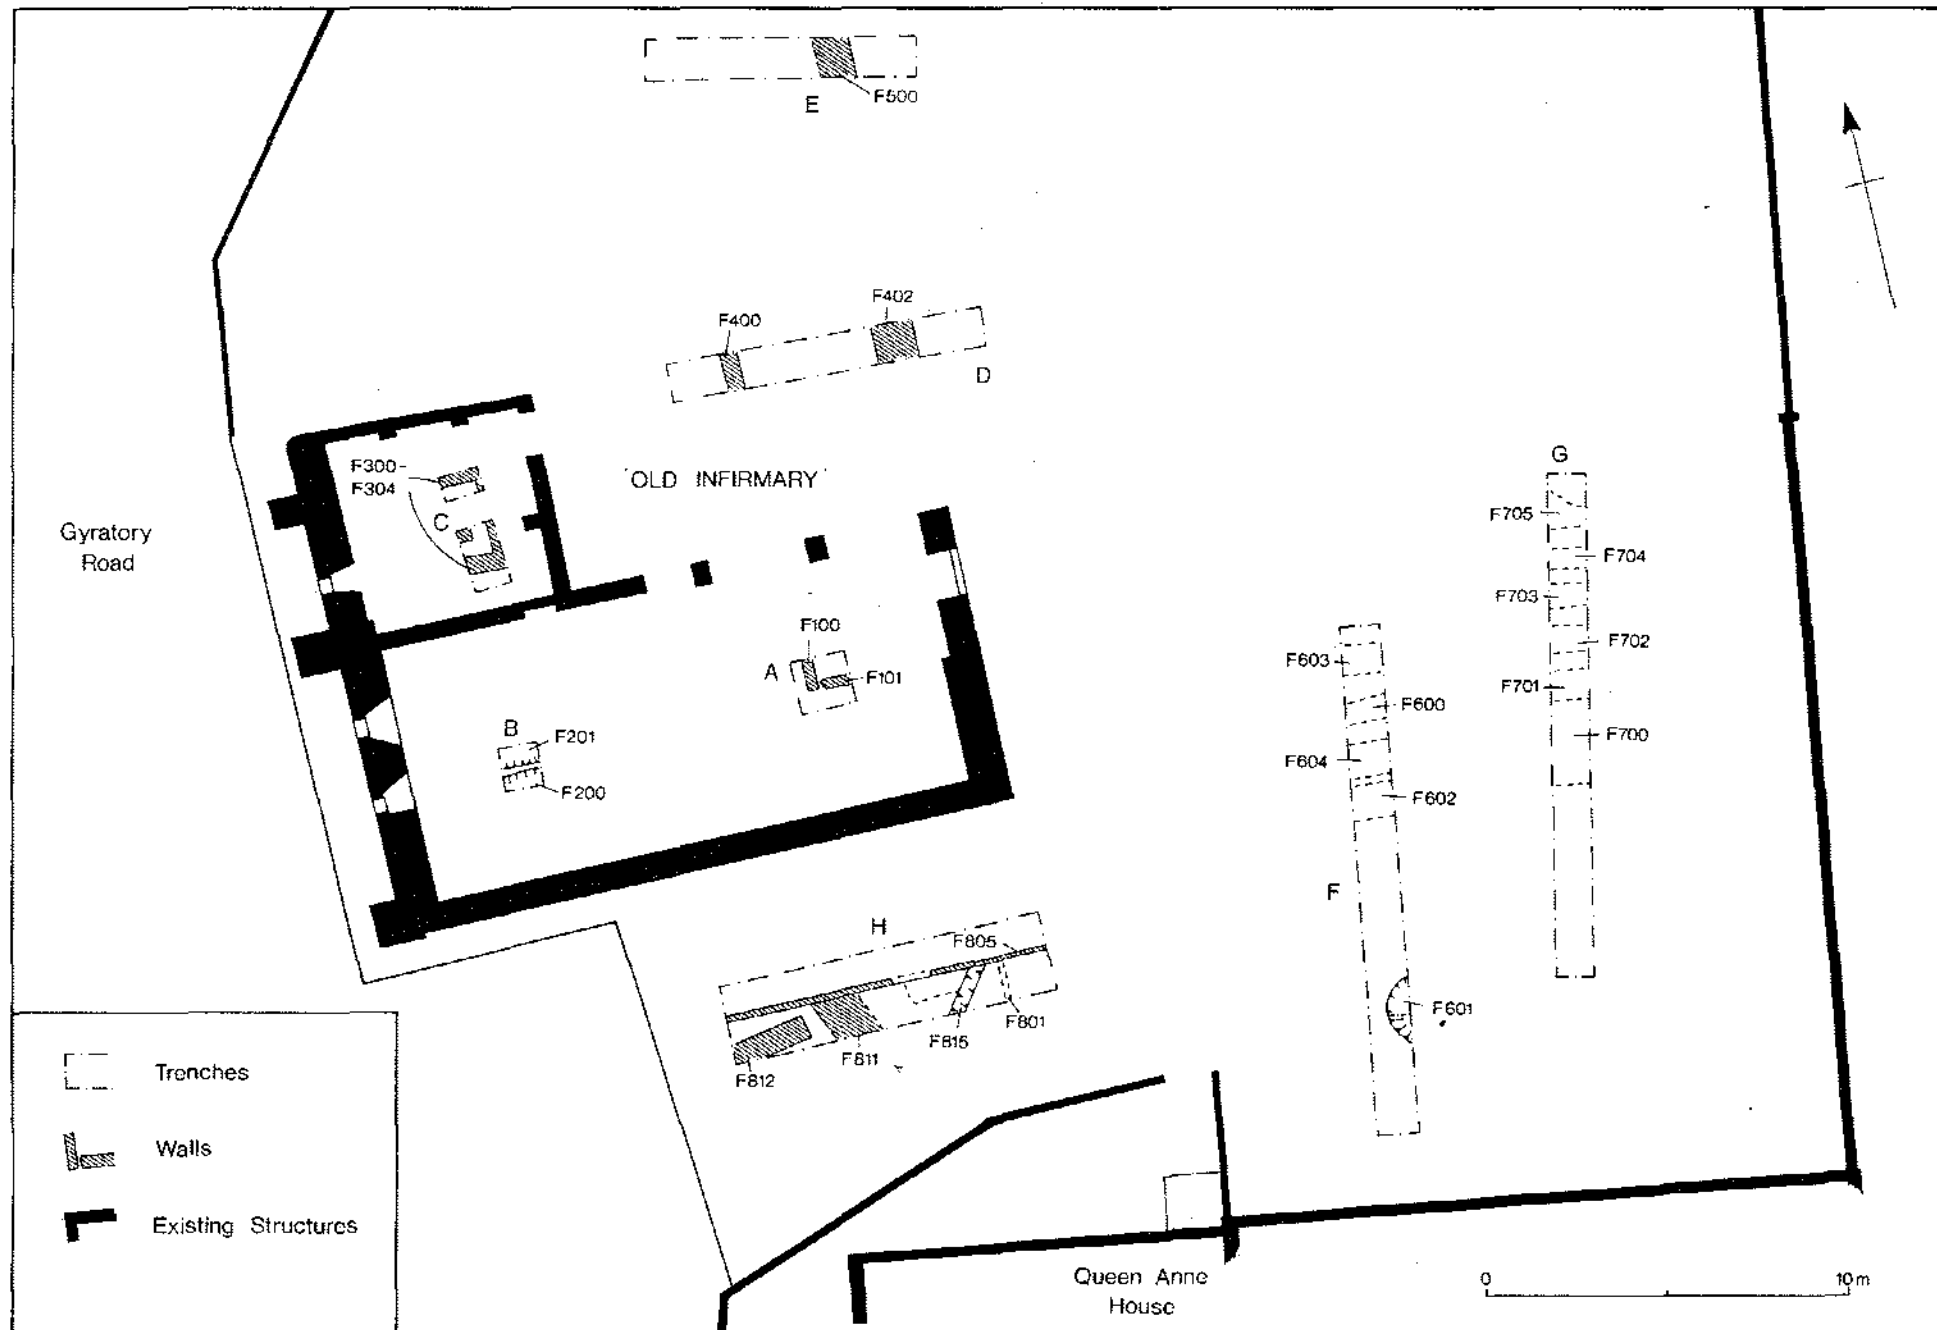 E
F500
F400
F402
D
'OLD INFIRMARY'
F300-
F304
C
Gyratory
Road
F100
A
F101
B
F201
F200
G
F705
F704
F703
F702
F701
F700
F603
F600
F604
F602
F
F601
H
F805
F801
F815
F811
F812
Trenches
Walls
Existing Structures
Queen Anne
House
0
10m